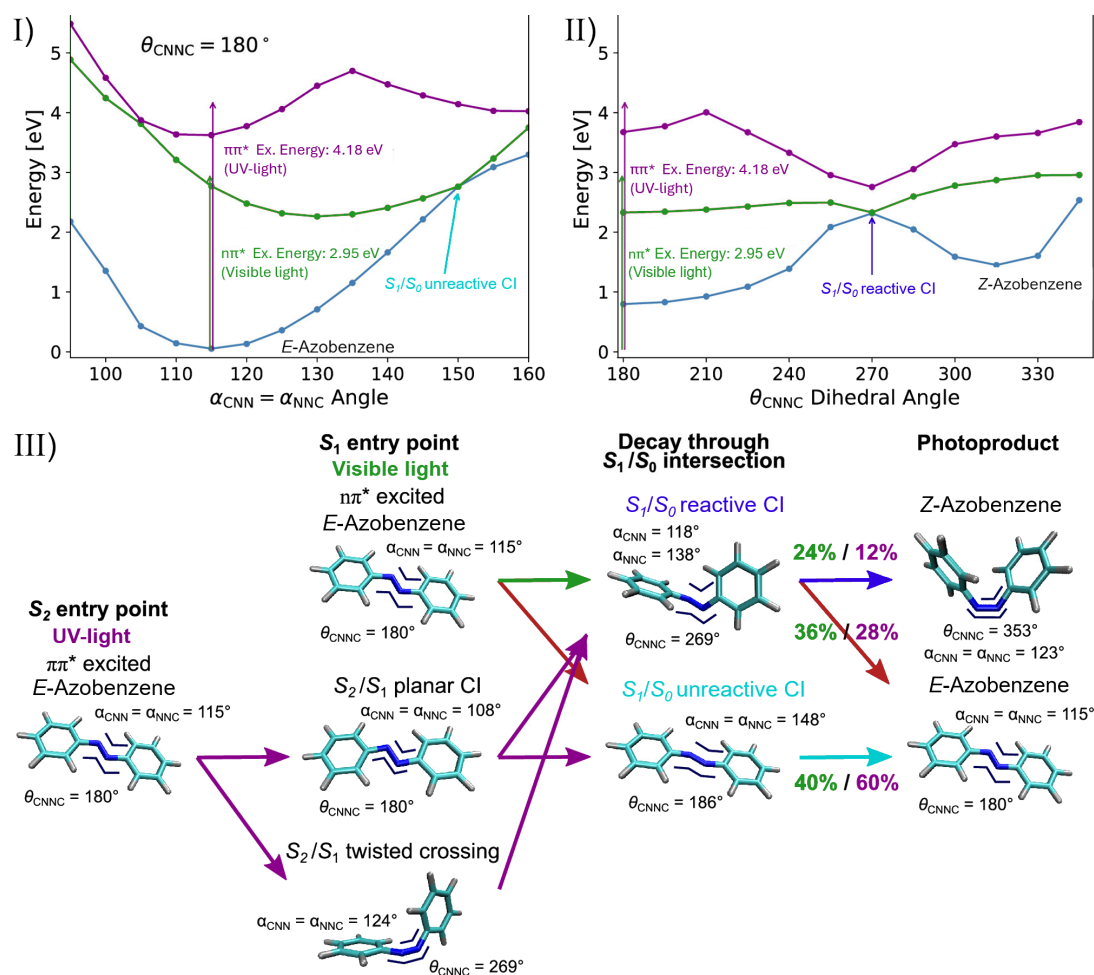 I)
θCNNC = 180°
Energy [eV]
5
4
3
2
1
0
ππ* Ex. Energy: 4.18 eV
(UV-light)
nπ* Ex. Energy: 2.95 eV
(Visible light)
S1/S0 unreactive CI
E-Azobenzene
100 110 120 130 140 150 160
αCNN = αNNC Angle
II)
Energy [eV]
5
4
3
2
1
0
ππ* Ex. Energy: 4.18 eV
(UV-light)
nπ* Ex. Energy: 2.95 eV
(Visible light)
S1/S0 reactive CI
Z-Azobenzene
180 210 240 270 300 330
θCNNC Dihedral Angle
III)
S2 entry point
UV-light
ππ* excited
E-Azobenzene
αCNN = αNNC = 115°
θCNNC = 180°
S1 entry point
Visible light
nπ* excited
E-Azobenzene
αCNN = αNNC = 115°
θCNNC = 180°
S2/S1 planar CI
αCNN = αNNC = 108°
θCNNC = 180°
S2/S1 twisted crossing
αCNN = αNNC = 124°
θCNNC = 269°
Decay through
S1/S0 intersection
S1/S0 reactive CI
αCNN = 118°
αNNC = 138°
θCNNC = 269°
24% / 12%
36% / 28%
S1/S0 unreactive CI
αCNN = αNNC = 148°
θCNNC = 186°
40% / 60%
Photoproduct
Z-Azobenzene
θCNNC = 353°
αCNN = αNNC = 123°
E-Azobenzene
αCNN = αNNC = 115°
θCNNC = 180°